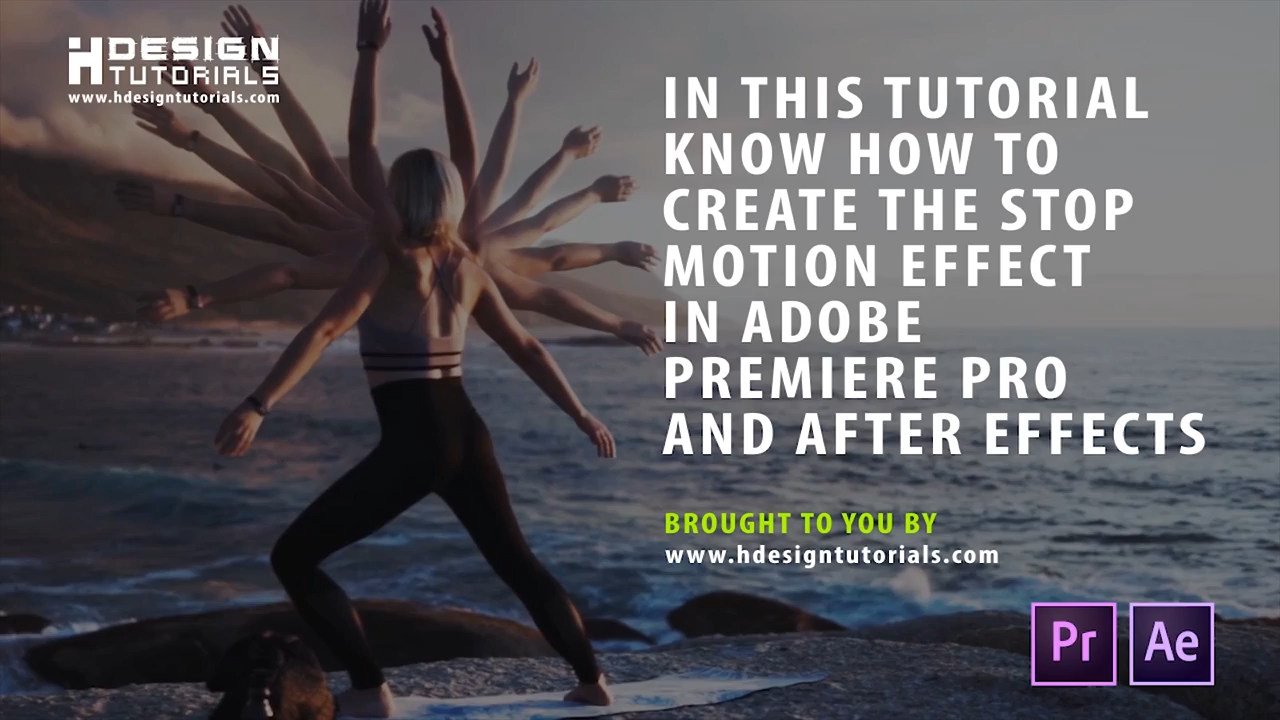 H DESIGN
TUTORIALS
www.hdesigntutorials.com
IN THIS TUTORIAL
KNOW HOW TO
CREATE THE STOP
MOTION EFFECT
IN ADOBE
PREMIERE PRO
AND AFTER EFFECTS
BROUGHT TO YOU BY
www.hdesigntutorials.com
Pr Ae